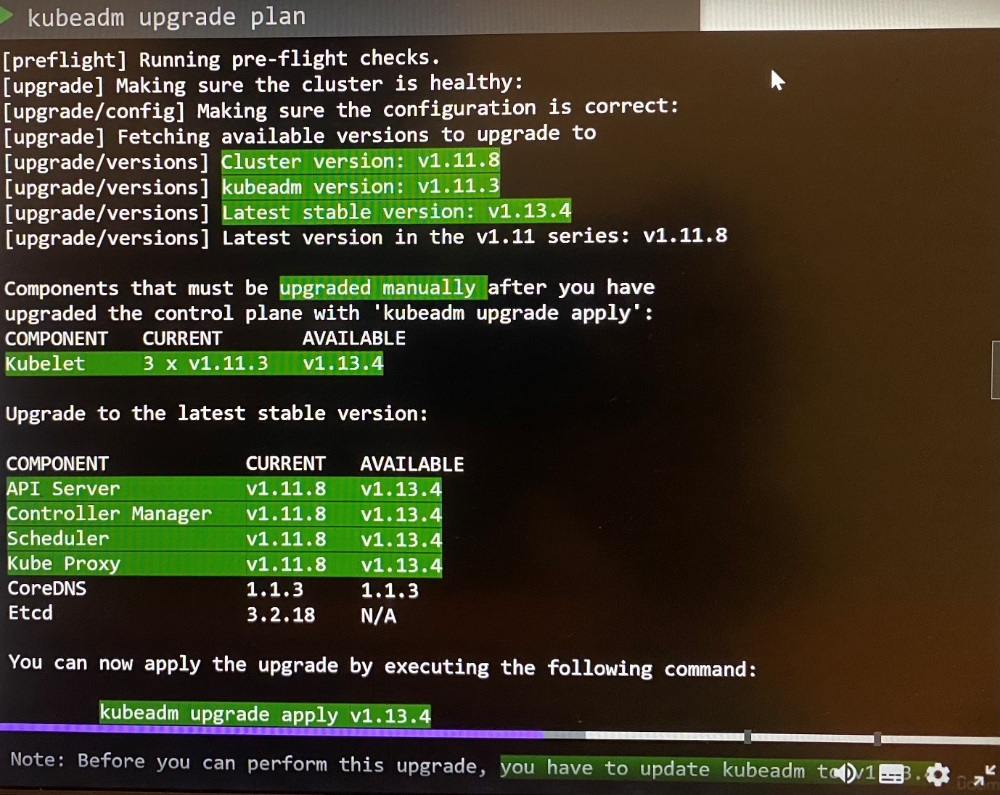 kubeadm upgrade plan
[preflight] Running pre-flight checks.
[upgrade] Making sure the cluster is healthy:
[upgrade/config] Making sure the configuration is correct:
[upgrade] Fetching available versions to upgrade to
[upgrade/versions] Cluster version: v1.11.8
[upgrade/versions] kubeadm version: v1.11.3
[upgrade/versions] Latest stable version: v1.13.4
[upgrade/versions] Latest version in the v1.11 series: v1.11.8
Components that must be upgraded manually after you have
upgraded the control plane with 'kubeadm upgrade apply':
COMPONENT CURRENT AVAILABLE
Kubelet 3 x v1.11.3 v1.13.4
Upgrade to the latest stable version:
COMPONENT CURRENT AVAILABLE
API Server v1.11.8 v1.13.4
Controller Manager v1.11.8 v1.13.4
Scheduler v1.11.8 v1.13.4
Kube Proxy v1.11.8 v1.13.4
CoreDNS 1.1.3 1.1.3
Etcd 3.2.18 N/A
You can now apply the upgrade by executing the following command:
kubeadm upgrade apply v1.13.4
Note: Before you can perform this upgrade, you have to update kubeadm to